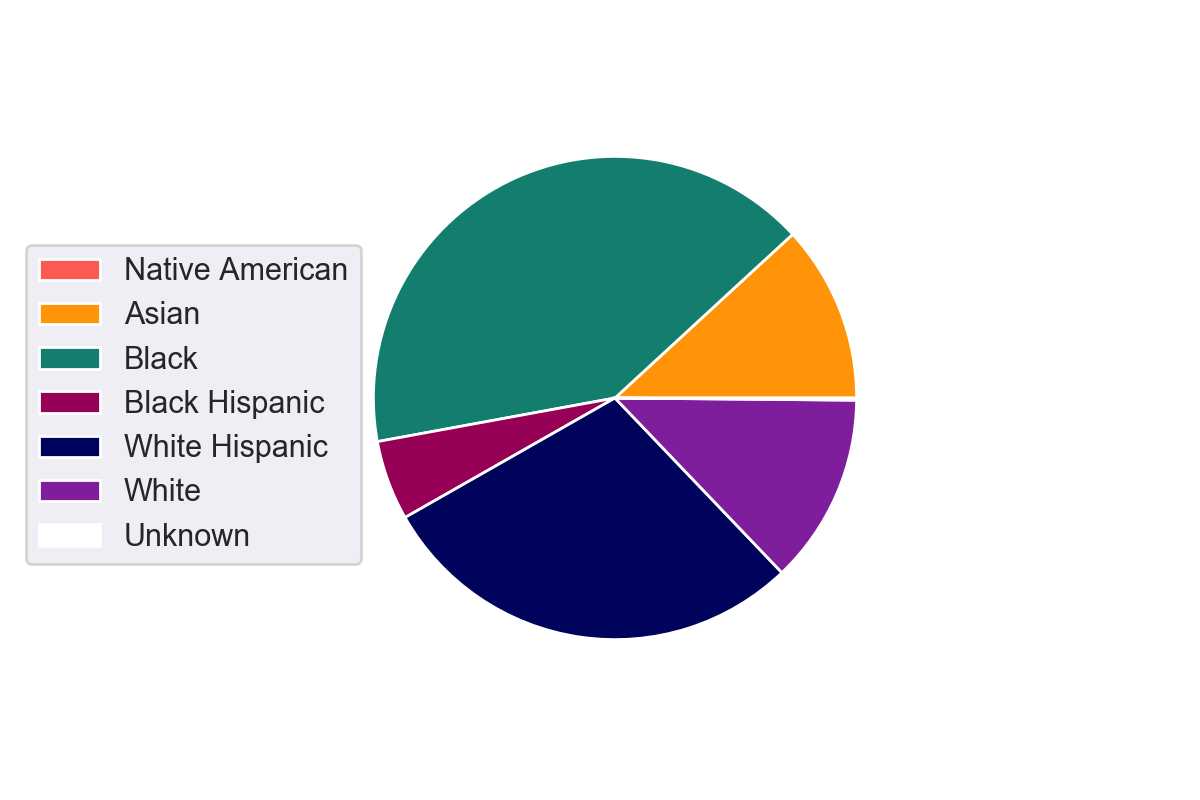 Native American
Asian
Black
Black Hispanic
White Hispanic
White
Unknown